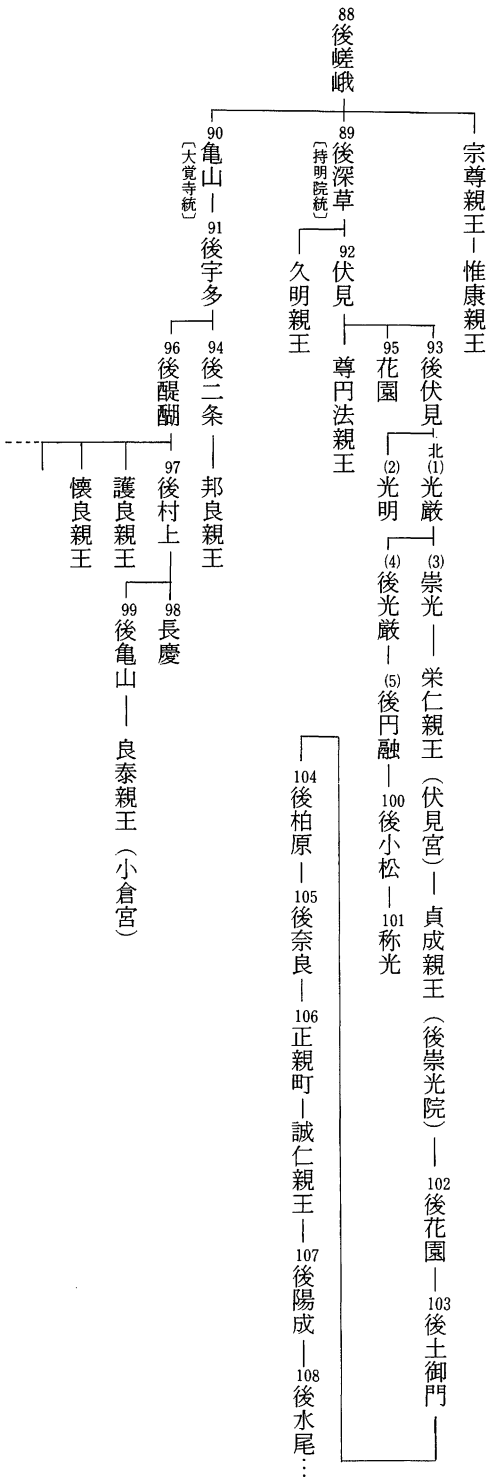 88 後嵯峨
宗尊親王 惟康親王
89 後深草
〔持明院統〕
90 亀山
〔大覚寺統〕
92 伏見
久明親王
93 後伏見
95 花園
尊円法親王
北(1) 光厳
(2) 光明
(3) 崇光 栄仁親王(伏見宮) 貞成親王(後崇光院) 102 後花園 103 後土御門
(4) 後光厳 (5) 後円融 100 後小松 101 称光
104 後柏原 105 後奈良 106 正親町 誠仁親王 107 後陽成 108 後水尾…
91 後宇多
94 後二条 邦良親王
96 後醍醐
97 後村上
護良親王
懐良親王
98 長慶
99 後亀山 良泰親王(小倉宮)